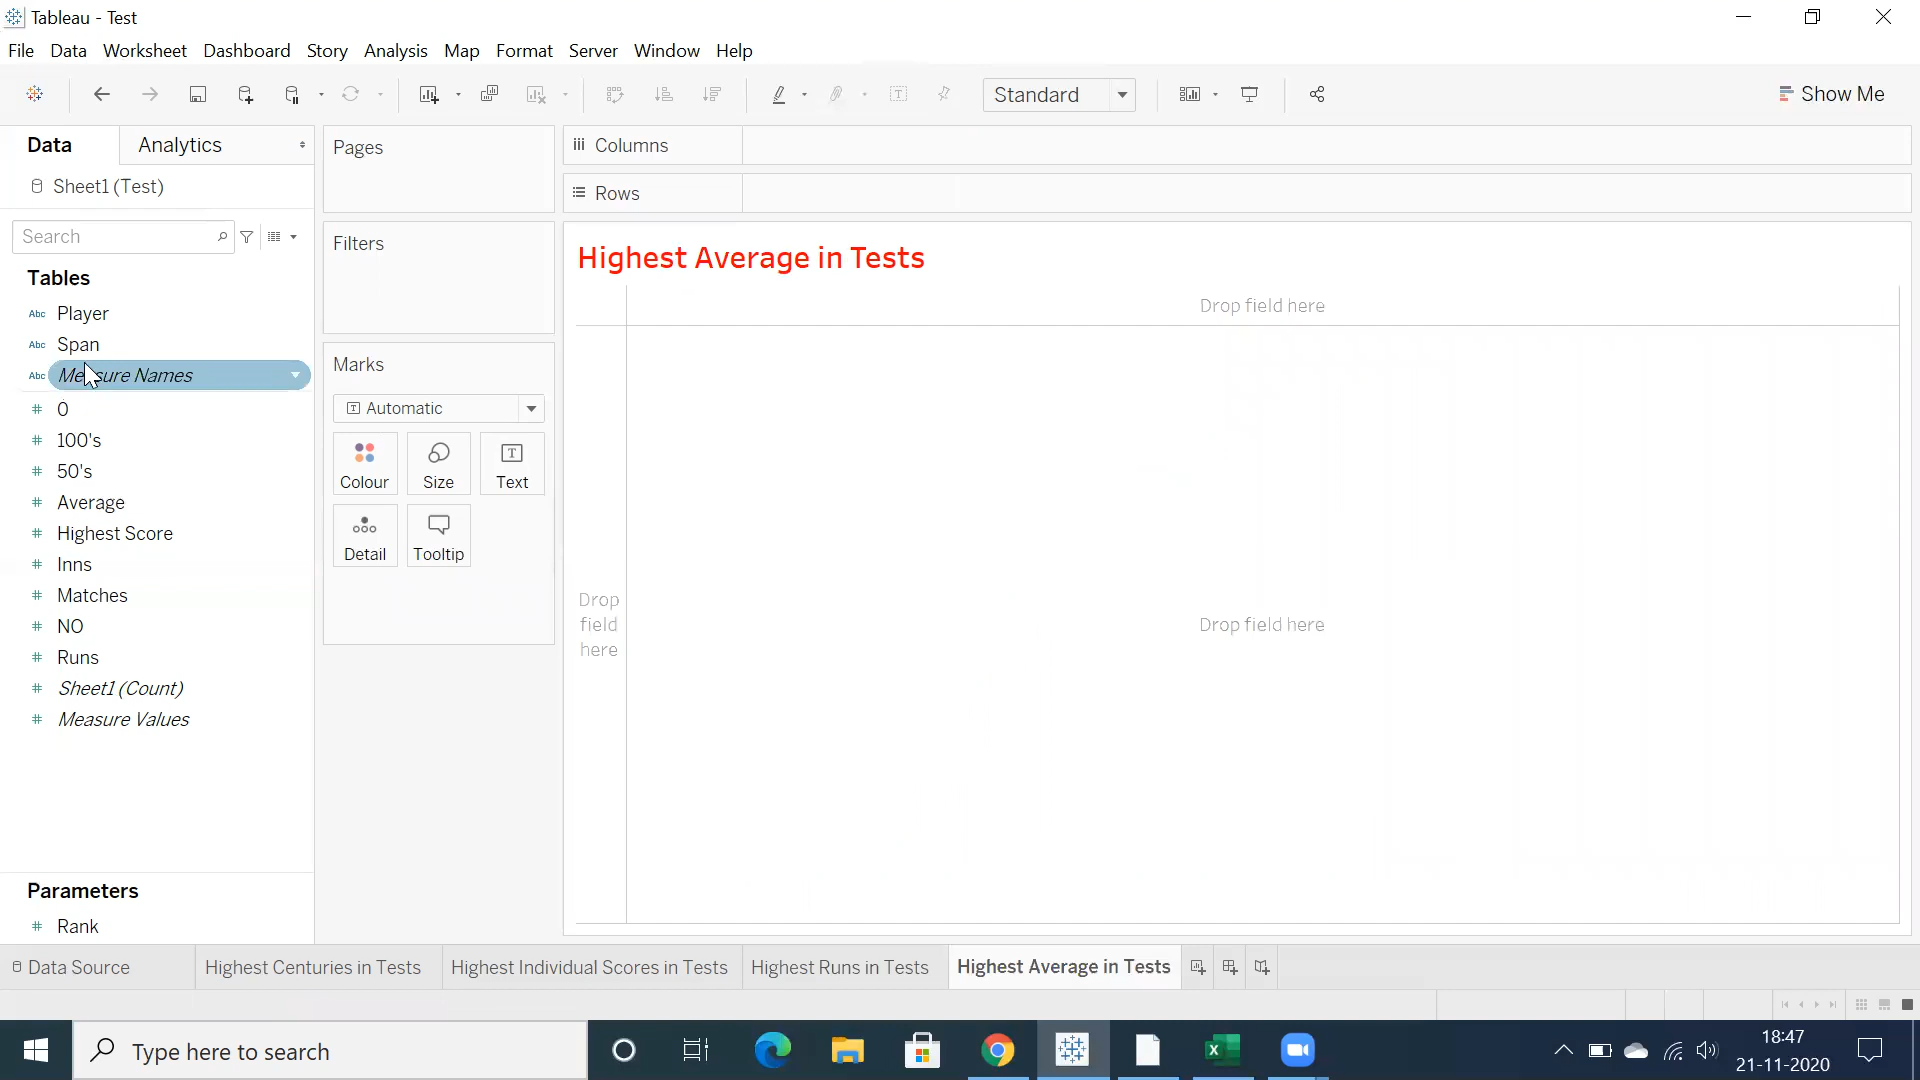 Tableau - Test
File Data Worksheet Dashboard Story Analysis Map Format Server Window Help
Standard
Show Me
Data
Analytics
Sheet1 (Test)
Search
Tables
Abc Player
Abc Span
Abc Measure Names
# 0
# 100's
# 50's
# Average
# Highest Score
# Inns
# Matches
# NO
# Runs
# Sheet1 (Count)
# Measure Values
Parameters
# Rank
Pages
Filters
Marks
Automatic
Colour
Size
Text
Detail
Tooltip
Columns
Rows
Highest Average in Tests
Drop field here
Drop
field
here
Drop field here
Data Source
Highest Centuries in Tests
Highest Individual Scores in Tests
Highest Runs in Tests
Highest Average in Tests
Type here to search
18:47
21-11-2020